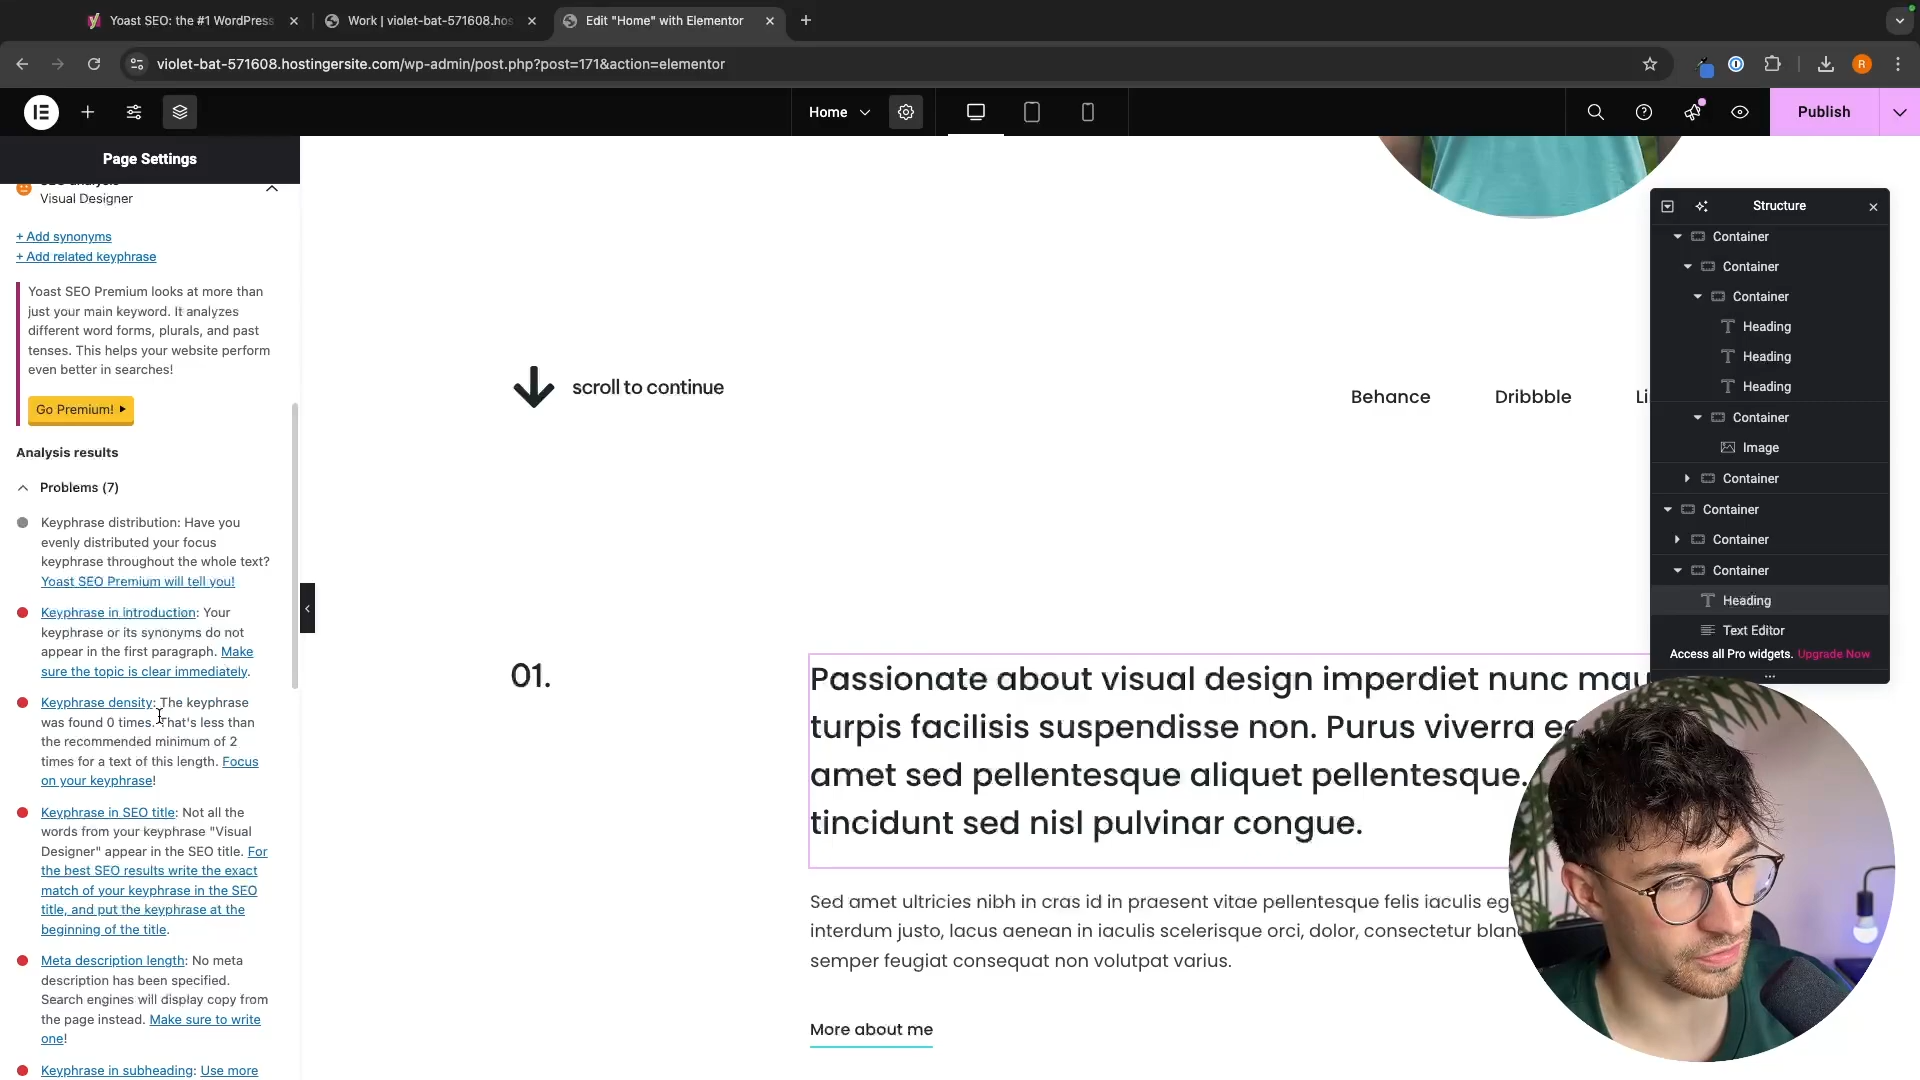 Yoast SEO: the #1 WordPress
Work | violet-bat-571608.hos
Edit "Home" with Elementor
violet-bat-571608.hostingersite.com/wp-admin/post.php?post=171&action=elementor
R
Home
Publish
Page Settings
Visual Designer
+ Add synonyms
+ Add related keyphrase
Yoast SEO Premium looks at more than
just your main keyword. It analyzes
different word forms, plurals, and past
tenses. This helps your website perform
even better in searches!
Go Premium!
Analysis results
Problems (7)
Keyphrase distribution: Have you
evenly distributed your focus
keyphrase throughout the whole text?
Yoast SEO Premium will tell you!
Keyphrase in introduction: Your
keyphrase or its synonyms do not
appear in the first paragraph. Make
sure the topic is clear immediately.
Keyphrase density: The keyphrase
was found 0 times. That's less than
the recommended minimum of 2
times for a text of this length. Focus
on your keyphrase!
Keyphrase in SEO title: Not all the
words from your keyphrase "Visual
Designer" appear in the SEO title. For
the best SEO results write the exact
match of your keyphrase in the SEO
title, and put the keyphrase at the
beginning of the title.
Meta description length: No meta
description has been specified.
Search engines will display copy from
the page instead. Make sure to write
one!
Keyphrase in subheading: Use more
scroll to continue
Behance
Dribbble
Li
01.
Passionate about visual design imperdiet nunc mau
turpis facilisis suspendisse non. Purus viverra
amet sed pellentesque aliquet pellentesque.
tincidunt sed nisl pulvinar congue.
Sed amet ultricies nibh in cras id in praesent vitae pellentesque felis iaculis eg
interdum justo, lacus aenean in iaculis scelerisque orci, dolor, consectetur blan
semper feugiat consequat non volutpat varius.
More about me
Structure
Container
Container
Container
Heading
Heading
Heading
Container
Image
Container
Container
Container
Container
Heading
Text Editor
Access all Pro widgets. Upgrade Now